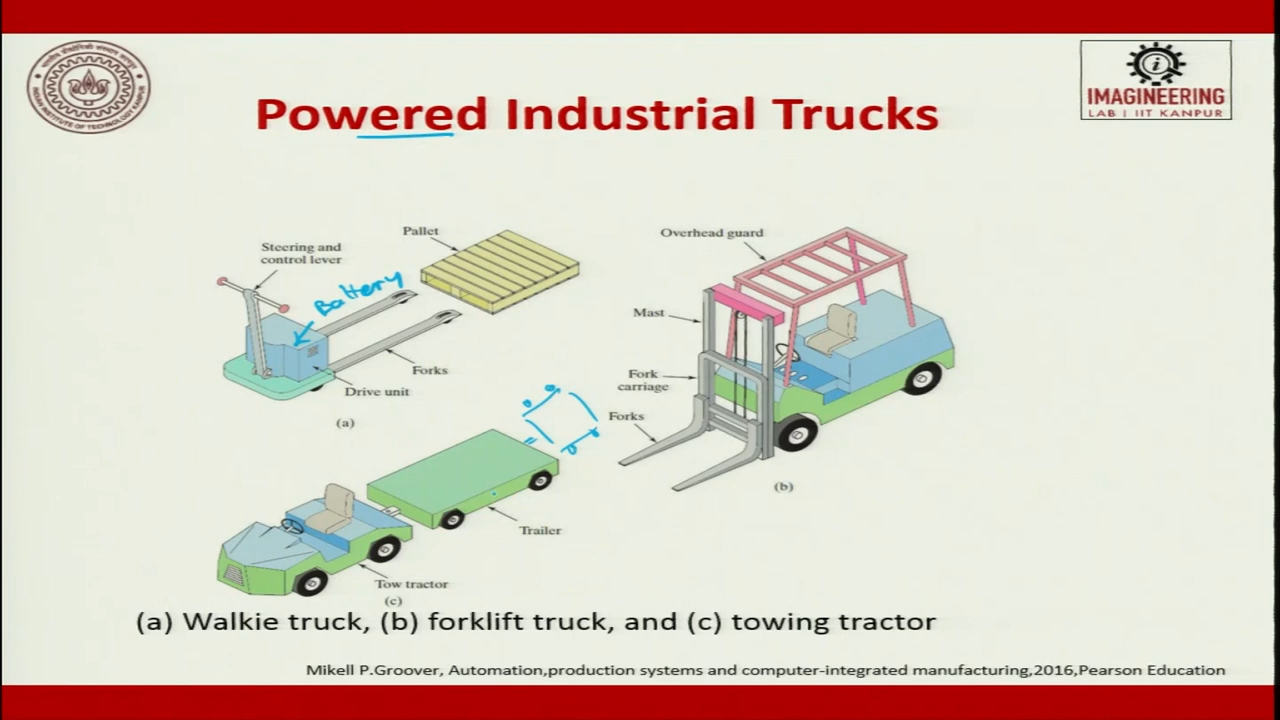 IMAGINEERING
LAB | IIT KANPUR
Powered Industrial Trucks
Steering and
control lever
Battery
Pallet
Forks
Drive unit
(a)
Overhead guard
Mast
Fork
carriage
Forks
(b)
Trailer
Tow tractor
(c)
(a) Walkie truck, (b) forklift truck, and (c) towing tractor
Mikell P.Groover, Automation,production systems and computer-integrated manufacturing,2016,Pearson Education